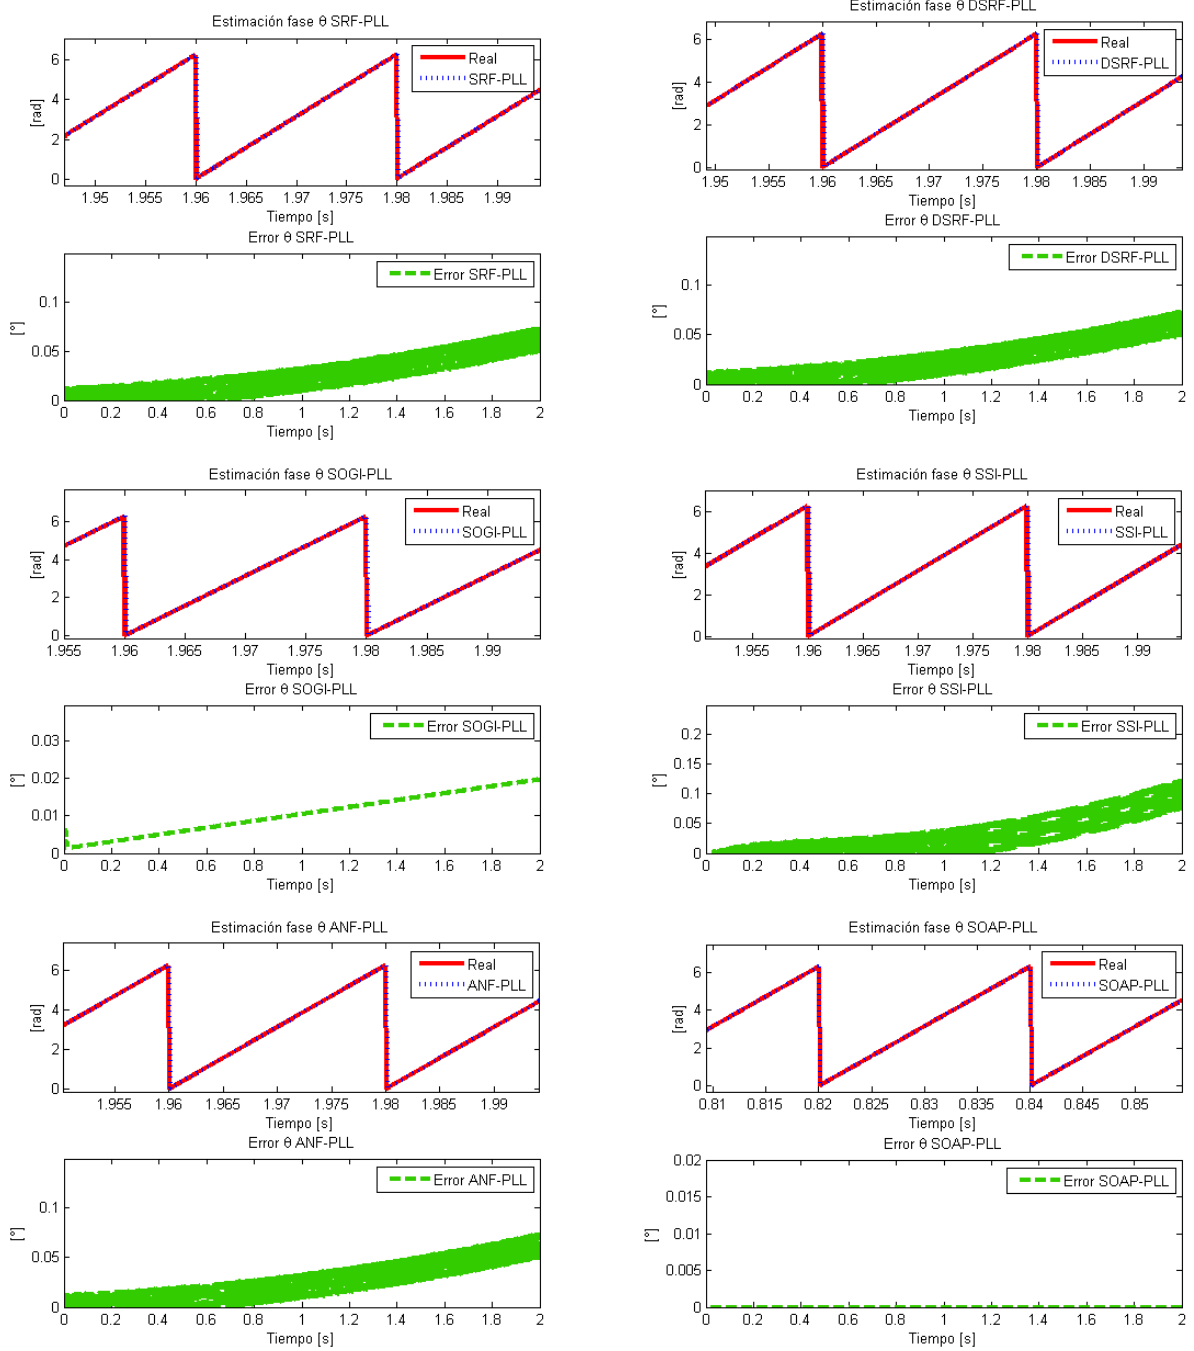 Estimación fase θ SRF-PLL
6
4
2
0
[rad]
Real
SRF-PLL
1.95 1.955 1.96 1.965 1.97 1.975 1.98 1.985 1.99
Tiempo [s]
Estimación fase θ DSRF-PLL
6
4
2
0
[rad]
Real
DSRF-PLL
1.95 1.955 1.96 1.965 1.97 1.975 1.98 1.985 1.99
Tiempo [s]
Error θ SRF-PLL
0.1
0.05
0
[°]
Error SRF-PLL
0 0.2 0.4 0.6 0.8 1 1.2 1.4 1.6 1.8 2
Tiempo [s]
Error θ DSRF-PLL
0.1
0.05
0
[°]
Error DSRF-PLL
0 0.2 0.4 0.6 0.8 1 1.2 1.4 1.6 1.8 2
Tiempo [s]
Estimación fase θ SOGI-PLL
6
4
2
0
[rad]
Real
SOGI-PLL
1.955 1.96 1.965 1.97 1.975 1.98 1.985 1.99
Tiempo [s]
Estimación fase θ SSI-PLL
6
4
2
0
[rad]
Real
SSI-PLL
1.955 1.96 1.965 1.97 1.975 1.98 1.985 1.99
Tiempo [s]
Error θ SOGI-PLL
0.03
0.02
0.01
0
[°]
Error SOGI-PLL
0 0.2 0.4 0.6 0.8 1 1.2 1.4 1.6 1.8 2
Tiempo [s]
Error θ SSI-PLL
0.2
0.15
0.1
0.05
0
[°]
Error SSI-PLL
0 0.2 0.4 0.6 0.8 1 1.2 1.4 1.6 1.8 2
Tiempo [s]
Estimación fase θ ANF-PLL
6
4
2
0
[rad]
Real
ANF-PLL
1.955 1.96 1.965 1.97 1.975 1.98 1.985 1.99
Tiempo [s]
Estimación fase θ SOAP-PLL
6
4
2
0
[rad]
Real
SOAP-PLL
0.81 0.815 0.82 0.825 0.83 0.835 0.84 0.845 0.85
Tiempo [s]
Error θ ANF-PLL
0.1
0.05
0
[°]
Error ANF-PLL
0 0.2 0.4 0.6 0.8 1 1.2 1.4 1.6 1.8 2
Tiempo [s]
Error θ SOAP-PLL
0.02
0.015
0.01
0.005
0
[°]
Error SOAP-PLL
0 0.2 0.4 0.6 0.8 1 1.2 1.4 1.6 1.8 2
Tiempo [s]